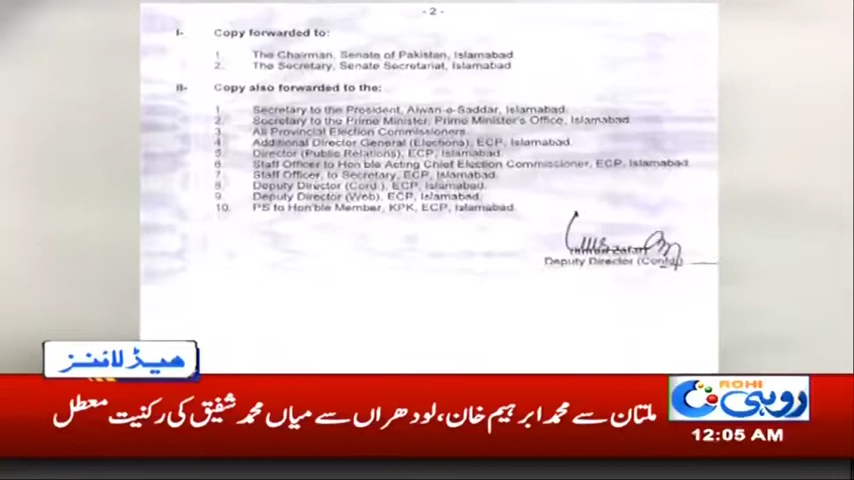 - 2 -
I- Copy forwarded to:
1. The Chairman, Senate of Pakistan, Islamabad
2. The Secretary, Senate Secretariat, Islamabad
II- Copy also forwarded to the:
1. Secretary to the President, Aiwan-e-Saddar, Islamabad.
2. Secretary to the Prime Minister, Prime Minister's Office, Islamabad.
3. All Provincial Election Commissioners.
4. Additional Director General (Elections), ECP, Islamabad.
5. Director (Public Relations), ECP, Islamabad.
6. Staff Officer to Hon'ble Acting Chief Election Commissioner, ECP, Islamabad.
7. Staff Officer, to Secretary, ECP, Islamabad.
8. Deputy Director (Cord.), ECP, Islamabad.
9. Deputy Director (Web), ECP, Islamabad.
10. PS to Hon'ble Member, KPK, ECP, Islamabad.
Deputy Director (Confd)
ھیڈلائنز
ملتان سے محمد ابرہیم خان، لودھراں سے میاں محمد شفیق کی رکنیت معطل
ROHI
روہی
12:05 AM